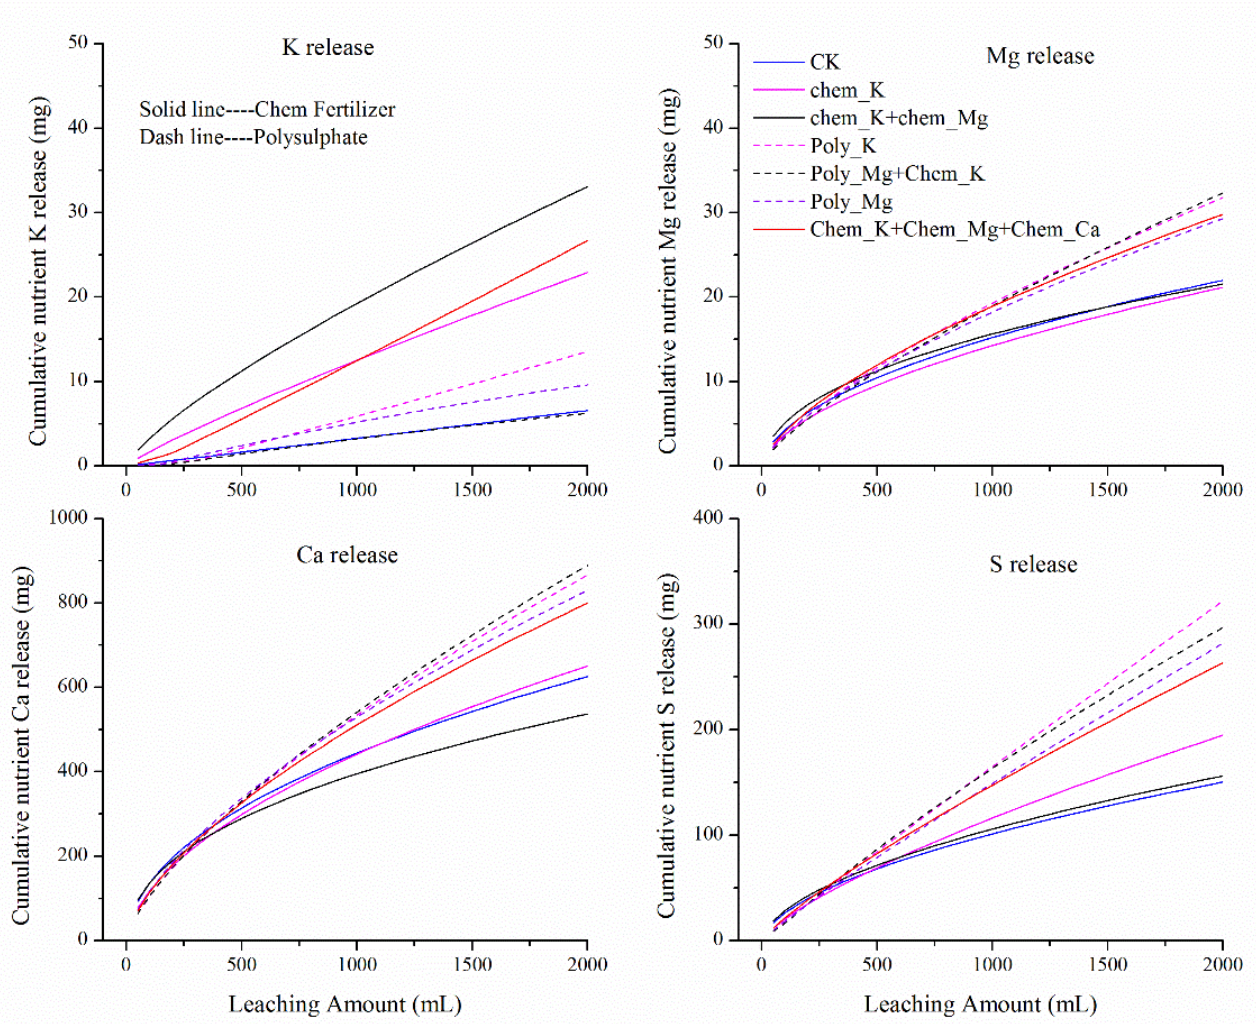 K release
Solid line----Chem Fertilizer
Dash line----Polysulphate
Cumulative nutrient K release (mg)
50
40
30
20
10
0
0 500 1000 1500 2000
Mg release
CK
chem_K
chem_K+chem_Mg
Poly_K
Poly_Mg+Chem_K
Poly_Mg
Chem_K+Chem_Mg+Chem_Ca
Cumulative nutrient Mg release (mg)
50
40
30
20
10
0
0 500 1000 1500 2000
Ca release
Cumulative nutrient Ca release (mg)
1000
800
600
400
200
0
0 500 1000 1500 2000
Leaching Amount (mL)
S release
Cumulative nutrient S release (mg)
400
300
200
100
0
0 500 1000 1500 2000
Leaching Amount (mL)